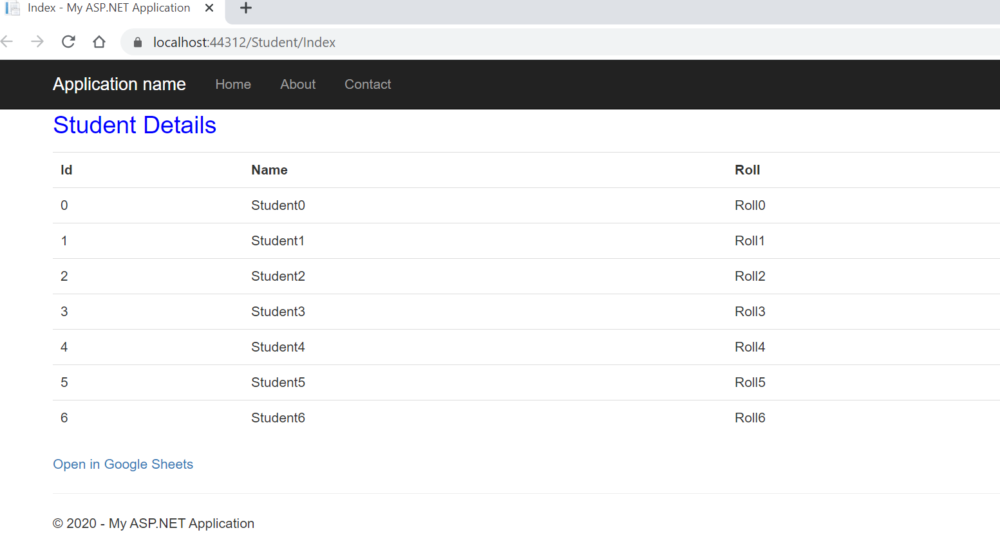 Index - My ASP.NET Application
localhost:44312/Student/Index
Application name Home About Contact
Student Details
Id Name Roll
0 Student0 Roll0
1 Student1 Roll1
2 Student2 Roll2
3 Student3 Roll3
4 Student4 Roll4
5 Student5 Roll5
6 Student6 Roll6
Open in Google Sheets
© 2020 - My ASP.NET Application